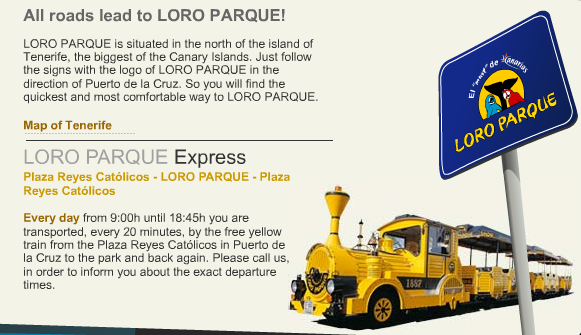 All roads lead to LORO PARQUE!
LORO PARQUE is situated in the north of the island of
Tenerife, the biggest of the Canary Islands. Just follow
the signs with the logo of LORO PARQUE in the
direction of Puerto de la Cruz. So you will find the
quickest and most comfortable way to LORO PARQUE.
Map of Tenerife
LORO PARQUE Express
Plaza Reyes Católicos - LORO PARQUE - Plaza
Reyes Católicos
Every day from 9:00h until 18:45h you are
transported, every 20 minutes, by the free yellow
train from the Plaza Reyes Católicos in Puerto de
la Cruz to the park and back again. Please call us,
in order to inform you about the exact departure
times.
El "must" de Canarias
LORO PARQUE
1887